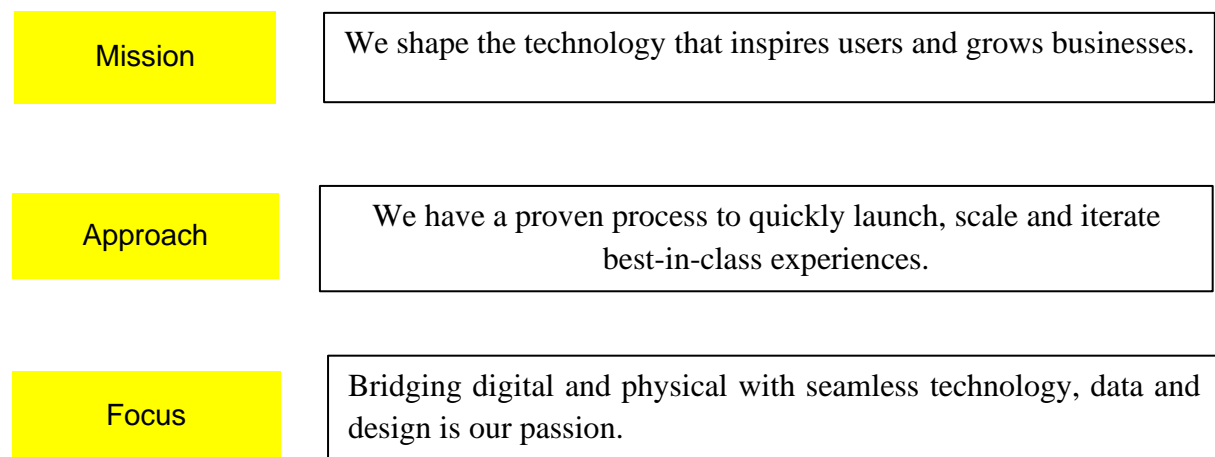 Mission
We shape the technology that inspires users and grows businesses.
Approach
We have a proven process to quickly launch, scale and iterate
best-in-class experiences.
Focus
Bridging digital and physical with seamless technology, data and
design is our passion.